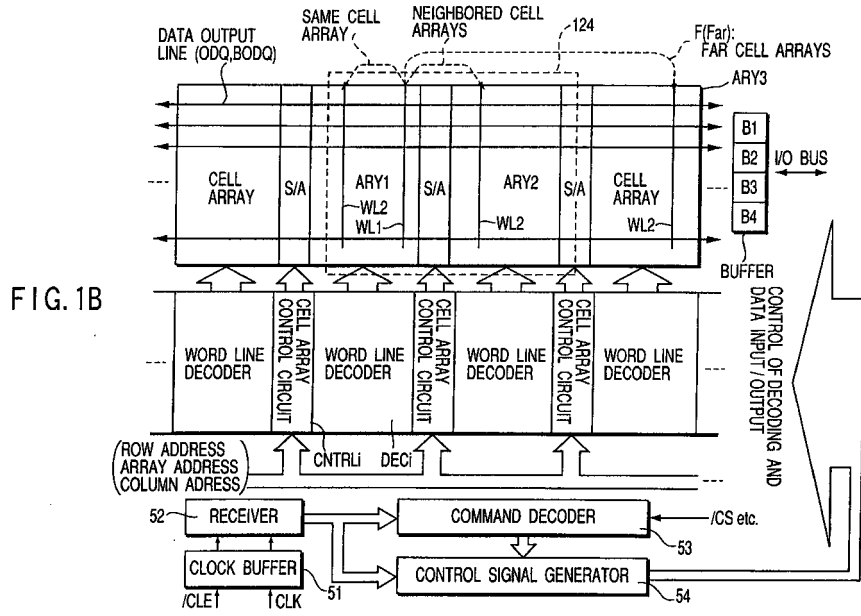 SAME CELL
ARRAY
NEIGHBORED CELL
ARRAYS
124
F(Far):
FAR CELL ARRAYS
DATA OUTPUT
LINE (ODQ,BODQ)
ARY3
B1
B2
B3
B4
I/O BUS
BUFFER
CELL
ARRAY
S/A
ARY1
S/A
ARY2
S/A
CELL
ARRAY
WL2
WL1
WL2
WL2
FIG.1B
WORD LINE
DECODER
CELL ARRAY
CONTROL CIRCUIT
WORD LINE
DECODER
CELL ARRAY
CONTROL CIRCUIT
WORD LINE
DECODER
CELL ARRAY
CONTROL CIRCUIT
WORD LINE
DECODER
CONTROL OF DECODING AND
DATA INPUT/OUTPUT
(ROW ADDRESS
ARRAY ADDRESS
COLUMN ADRESS)
CNTRLi
DECi
52
RECEIVER
COMMAND DECODER
/CS etc.
53
CLOCK BUFFER
51
CONTROL SIGNAL GENERATOR
54
/CLE
CLK